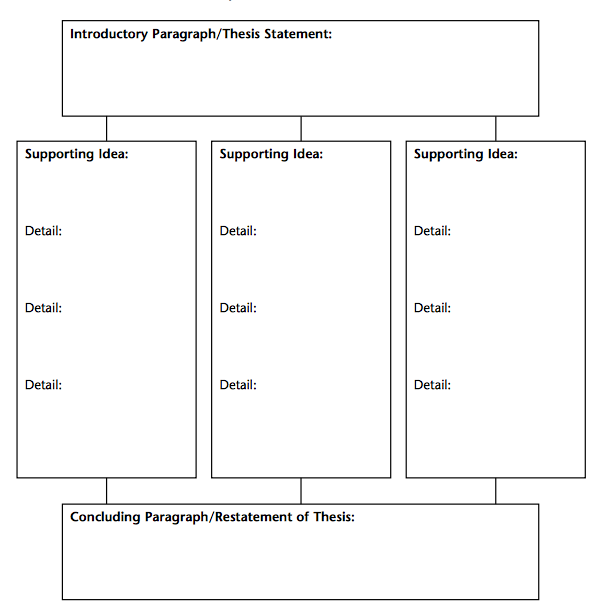 Introductory Paragraph/Thesis Statement:
Supporting Idea:
Detail:
Detail:
Detail:
Supporting Idea:
Detail:
Detail:
Detail:
Supporting Idea:
Detail:
Detail:
Detail:
Concluding Paragraph/Restatement of Thesis: